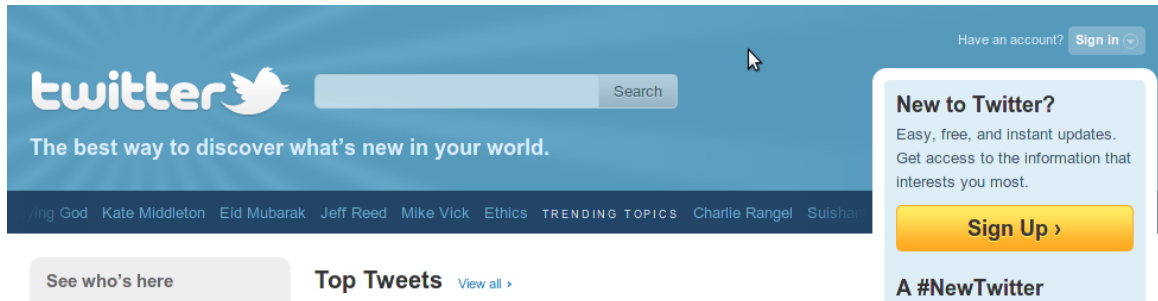 Have an account? Sign in
twitter
Search
The best way to discover what's new in your world.
New to Twitter?
Easy, free, and instant updates.
Get access to the information that
interests you most.
Sign Up ›
God Kate Middleton Eid Mubarak Jeff Reed Mike Vick Ethics TRENDING TOPICS Charlie Rangel
See who's here
Top Tweets View all ›
A #NewTwitter